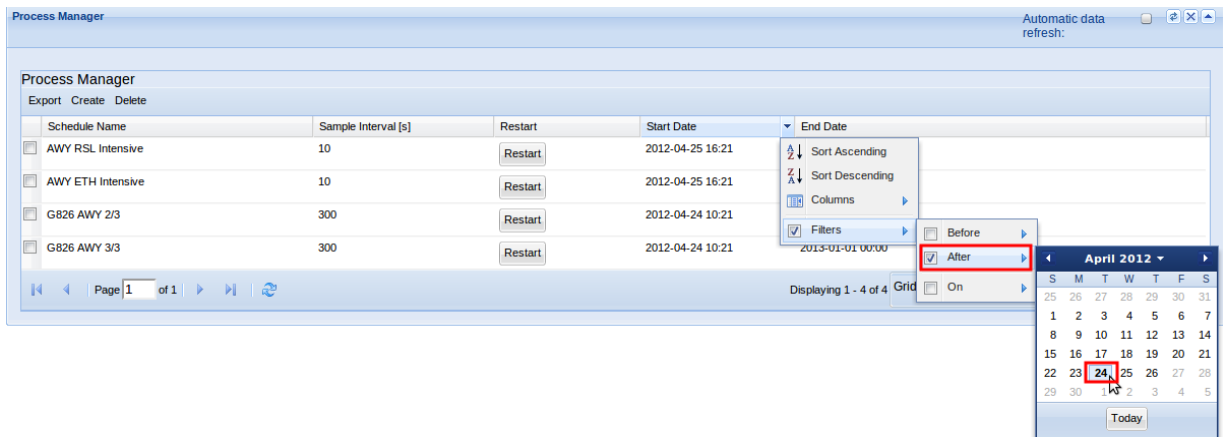 Process Manager
Automatic data refresh:
Process Manager
Export Create Delete
Schedule Name Sample Interval [s] Restart Start Date End Date
AWY RSL Intensive 10 Restart 2012-04-25 16:21
AWY ETH Intensive 10 Restart 2012-04-25 16:21
G826 AWY 2/3 300 Restart 2012-04-24 10:21
G826 AWY 3/3 300 Restart 2012-04-24 10:21 2013-01-01 00:00
Sort Ascending
Sort Descending
Columns
Filters
Before
After
On
Page 1 of 1 Displaying 1 - 4 of 4 Grid
April 2012
S M T W T F S
25 26 27 28 29 30 31
1 2 3 4 5 6 7
8 9 10 11 12 13 14
15 16 17 18 19 20 21
22 23 24 25 26 27 28
29 30 1 2 3 4 5
Today